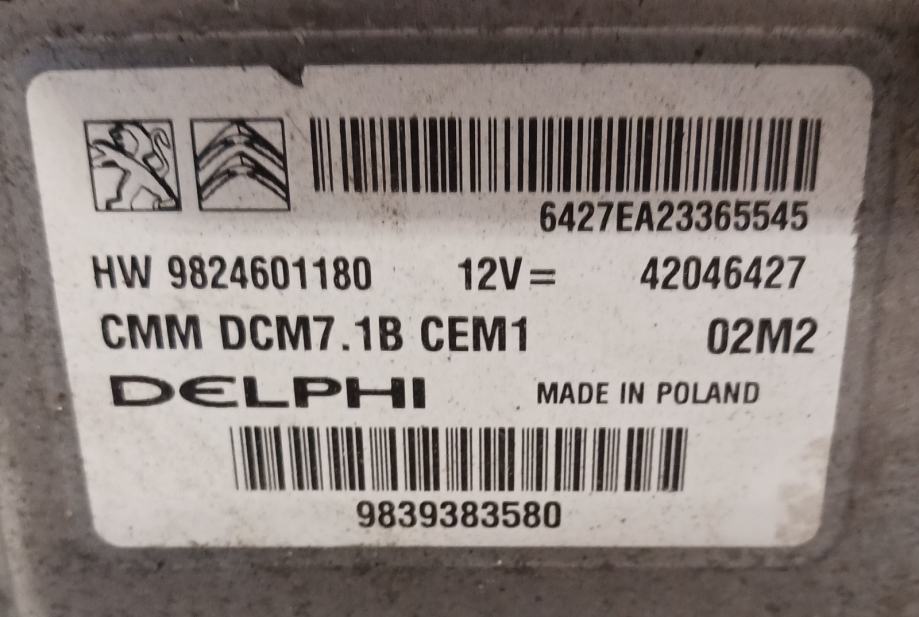 6427EA23365545
HW 9824601180 12V= 42046427
CMM DCM7.1B CEM1 02M2
DELPHI MADE IN POLAND
9839383580